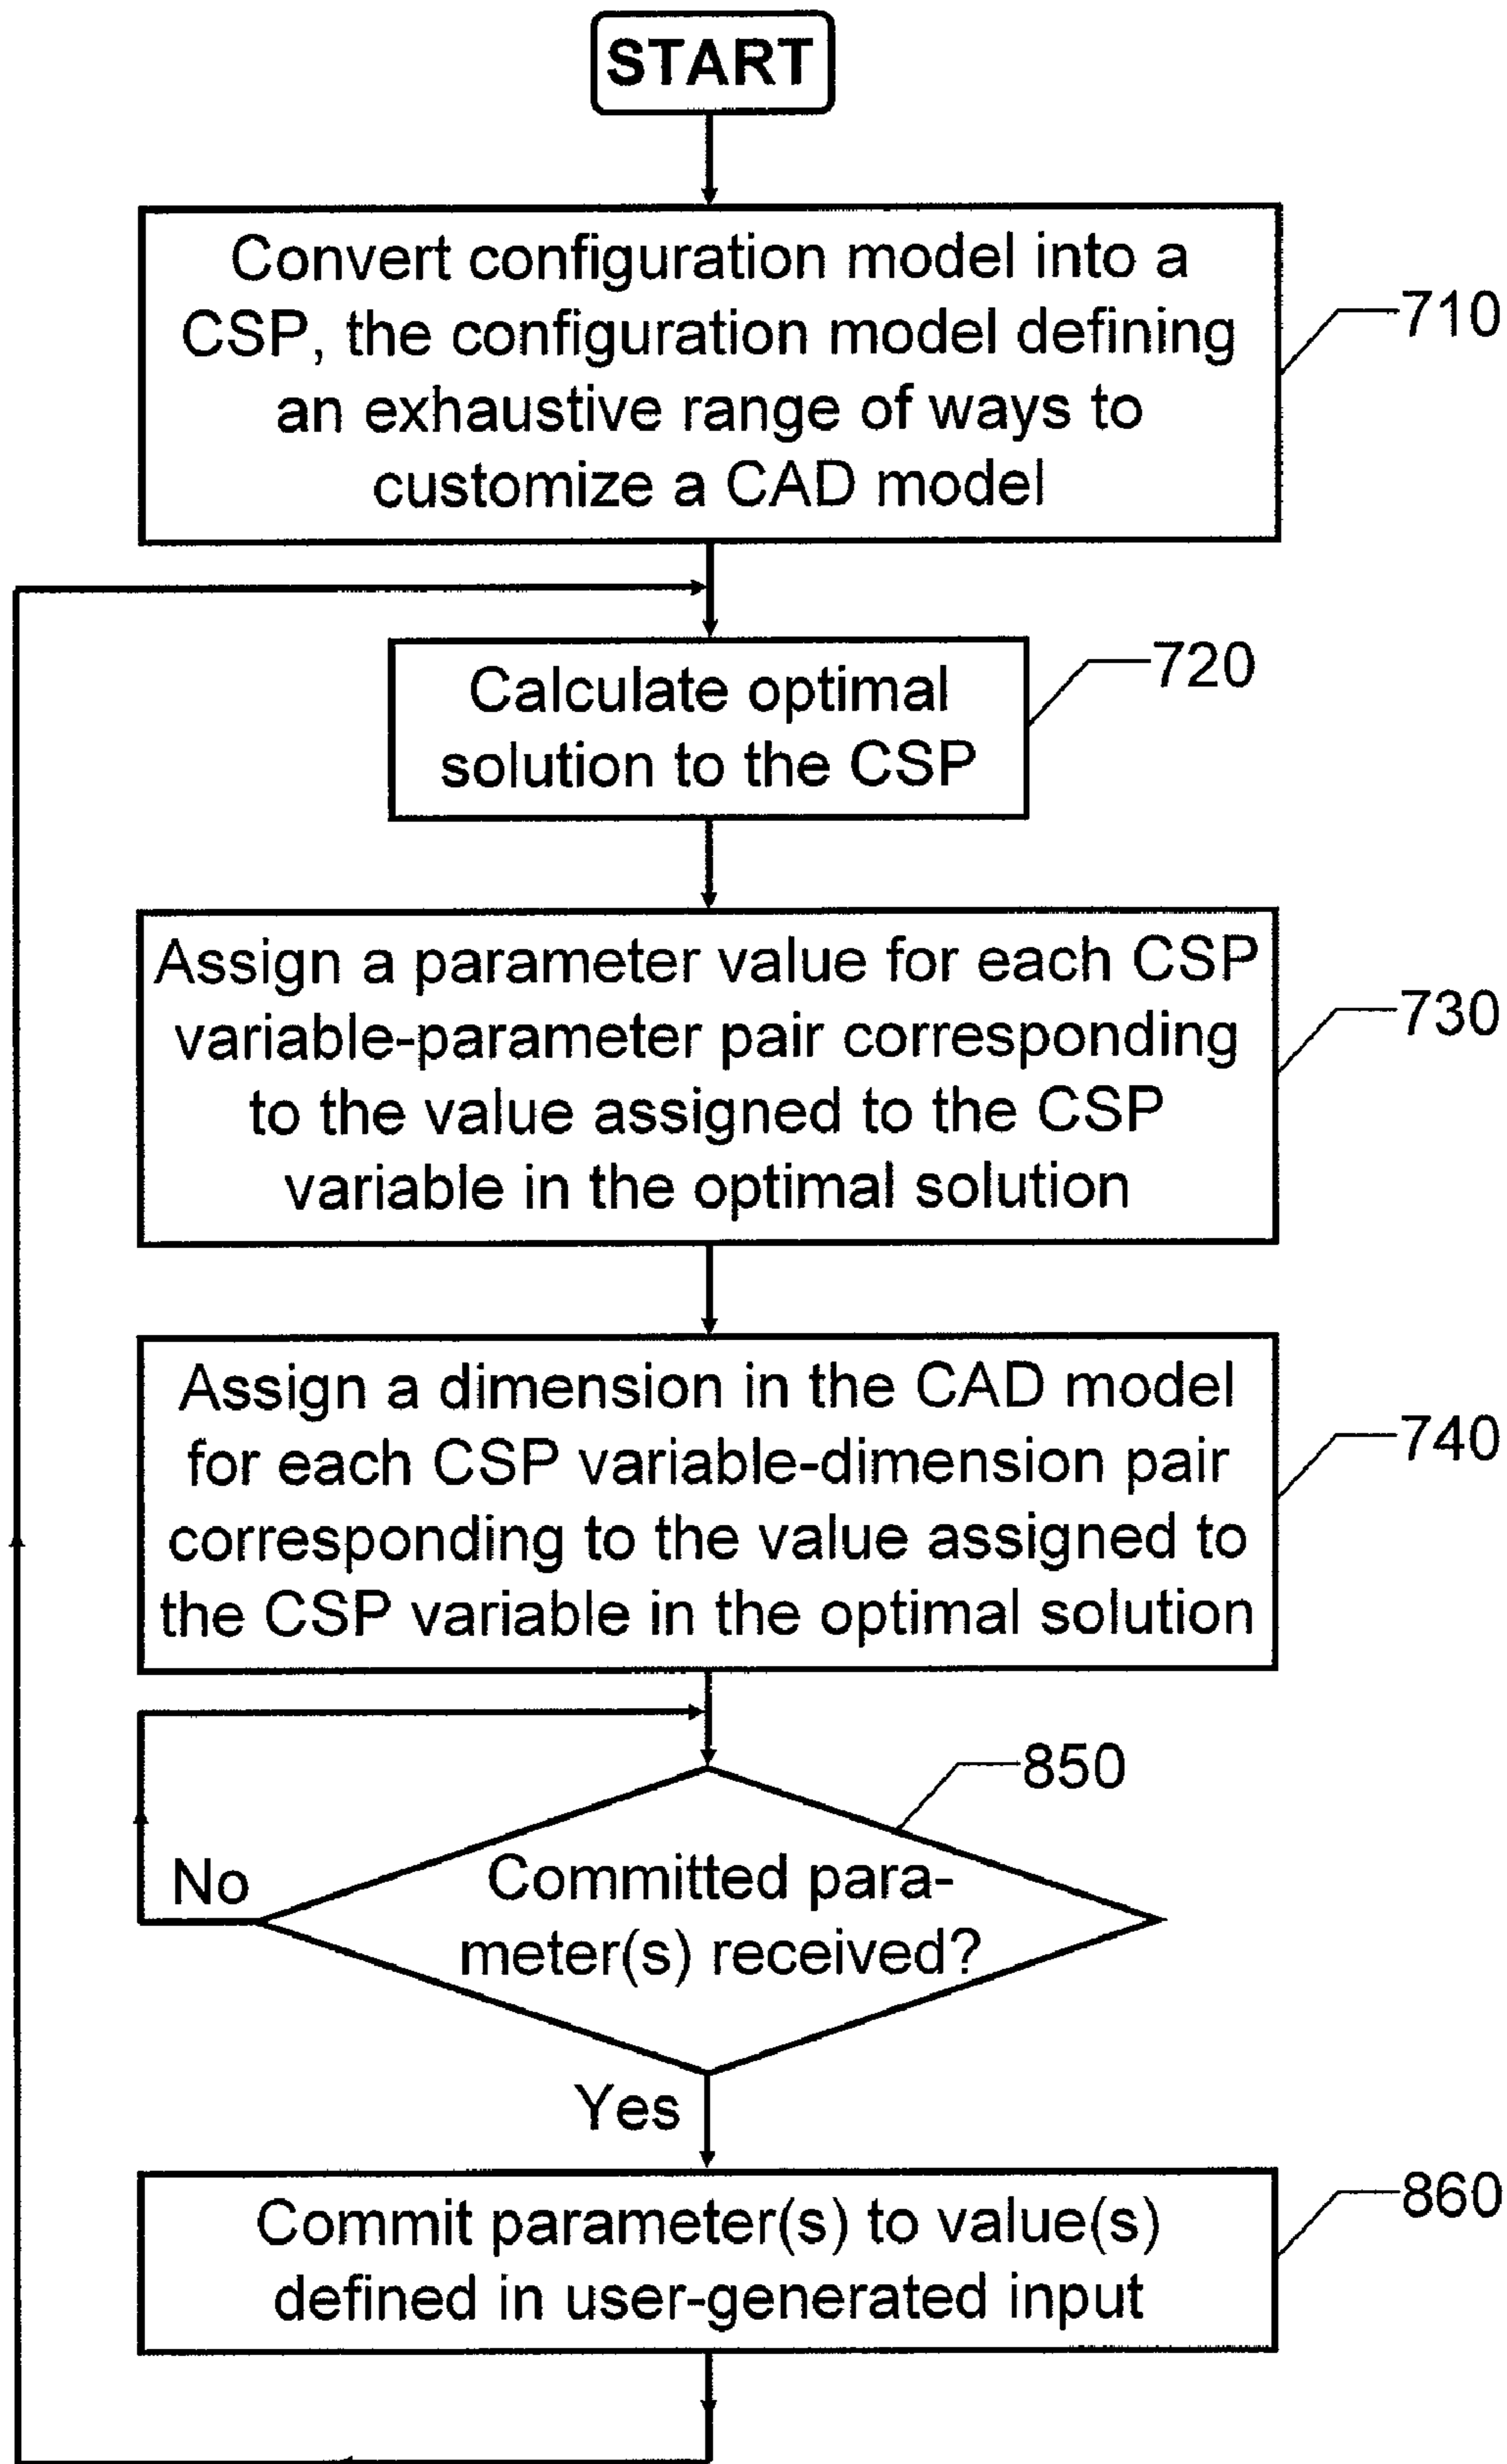 START
Convert configuration model into a
CSP, the configuration model defining
an exhaustive range of ways to
customize a CAD model
710
Calculate optimal
solution to the CSP
720
Assign a parameter value for each CSP
variable-parameter pair corresponding
to the value assigned to the CSP
variable in the optimal solution
730
Assign a dimension in the CAD model
for each CSP variable-dimension pair
corresponding to the value assigned to
the CSP variable in the optimal solution
740
850
Committed para-
meter(s) received?
No
Yes
Commit parameter(s) to value(s)
defined in user-generated input
860